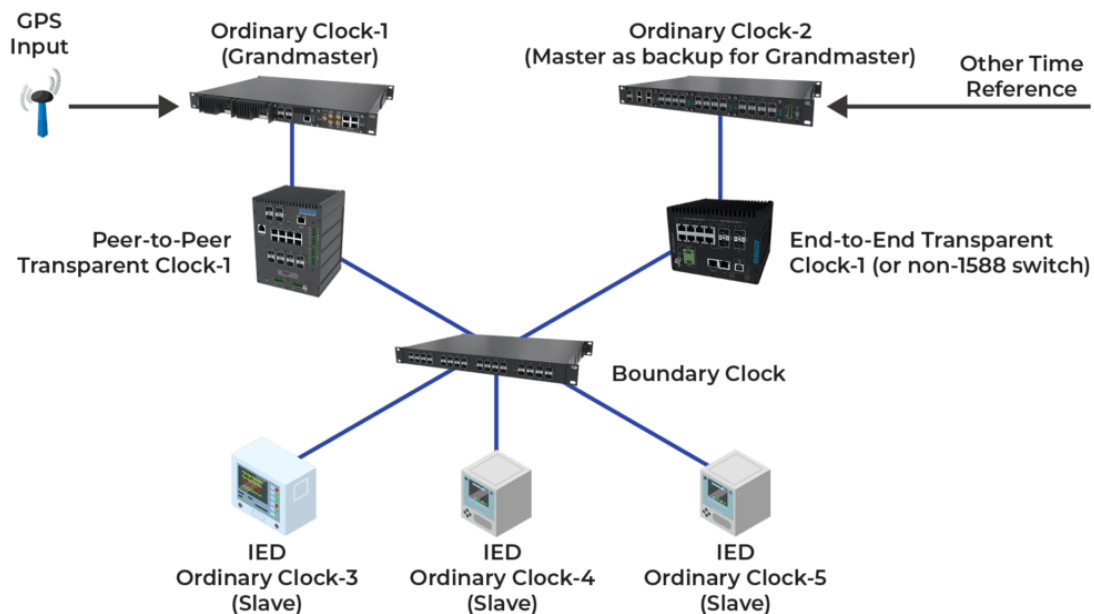 GPS
Input
Ordinary Clock-1
(Grandmaster)
Ordinary Clock-2
(Master as backup for Grandmaster)
Other Time
Reference
Peer-to-Peer
Transparent Clock-1
End-to-End Transparent
Clock-1 (or non-1588 switch)
Boundary Clock
IED
Ordinary Clock-3
(Slave)
IED
Ordinary Clock-4
(Slave)
IED
Ordinary Clock-5
(Slave)